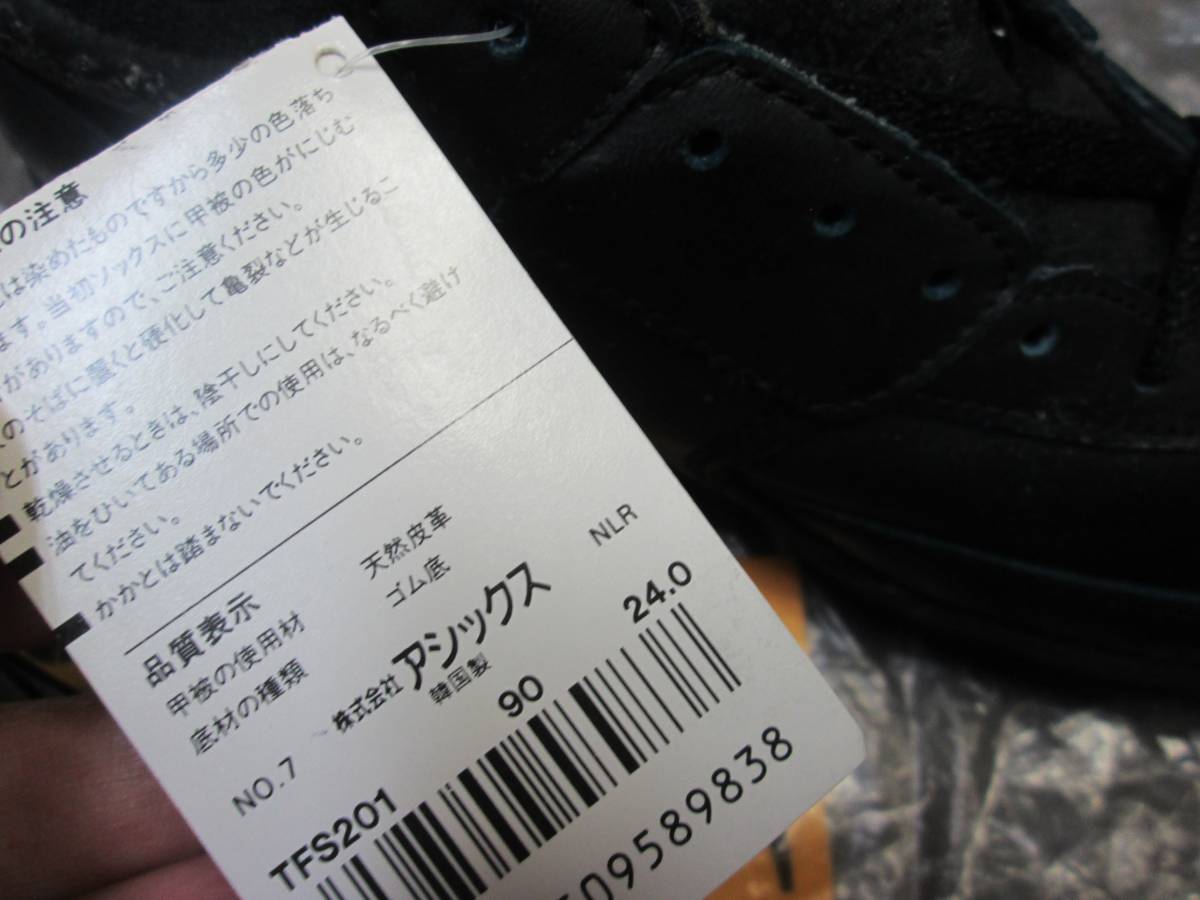 の注意
は染めたものですから多少の色落ち
ます。当初ソックスに甲被の色がにじむ
がありますので、ご注意ください。
のそばに置くと硬化して亀裂などが生じるこ
とがあります。
乾燥させるときは、陰干しにしてください。
油をひいてある場所での使用は、なるべく避け
てください。
かかとは踏まないでください。
品質表示
甲被の使用材 天然皮革
底材の種類 ゴム底
株式会社 アシックス NLR
韓国製
NO.7
TFS201 90 24.0
09589838